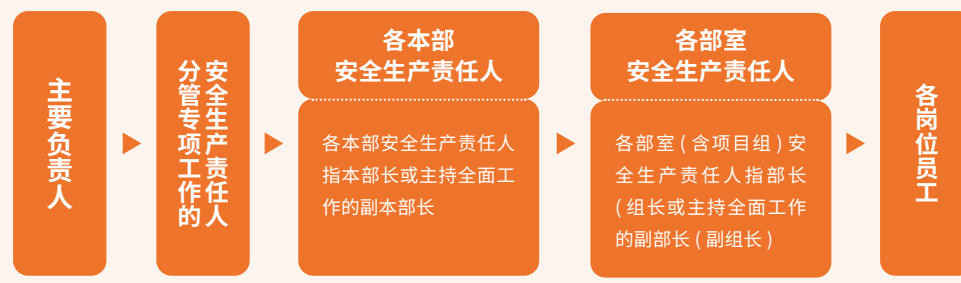 主要负责人
分管专项工作的
安全生产责任人
各本部
安全生产责任人
各本部安全生产责任人
指本部长或主持全面工
作的副本部长
各部室
安全生产责任人
各部室(含项目组)安
全生产责任人指部长
(组长或主持全面工作
的副部长(副组长)
各岗位员工